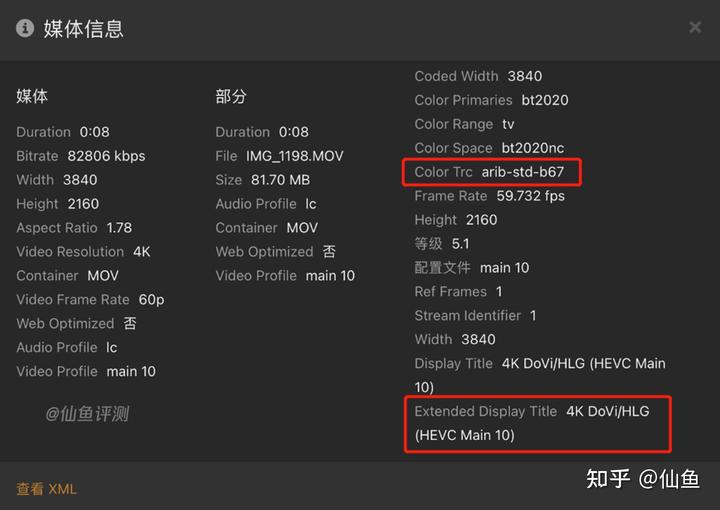 媒体信息
媒体
Duration 0:08
Bitrate 82806 kbps
Width 3840
Height 2160
Aspect Ratio 1.78
Video Resolution 4K
Container MOV
Video Frame Rate 60p
Web Optimized 否
Audio Profile lc
Video Profile main 10
@仙鱼评测
部分
Duration 0:08
File IMG_1198.MOV
Size 81.70 MB
Audio Profile lc
Container MOV
Web Optimized 否
Video Profile main 10
Coded Width 3840
Color Primaries bt2020
Color Range tv
Color Space bt2020nc
Color Trc arib-std-b67
Frame Rate 59.732 fps
Height 2160
等级 5.1
配置文件 main 10
Ref Frames 1
Stream Identifier 1
Width 3840
Display Title 4K DoVi/HLG (HEVC Main
10)
Extended Display Title 4K DoVi/HLG
(HEVC Main 10)
查看 XML
知乎 @仙鱼